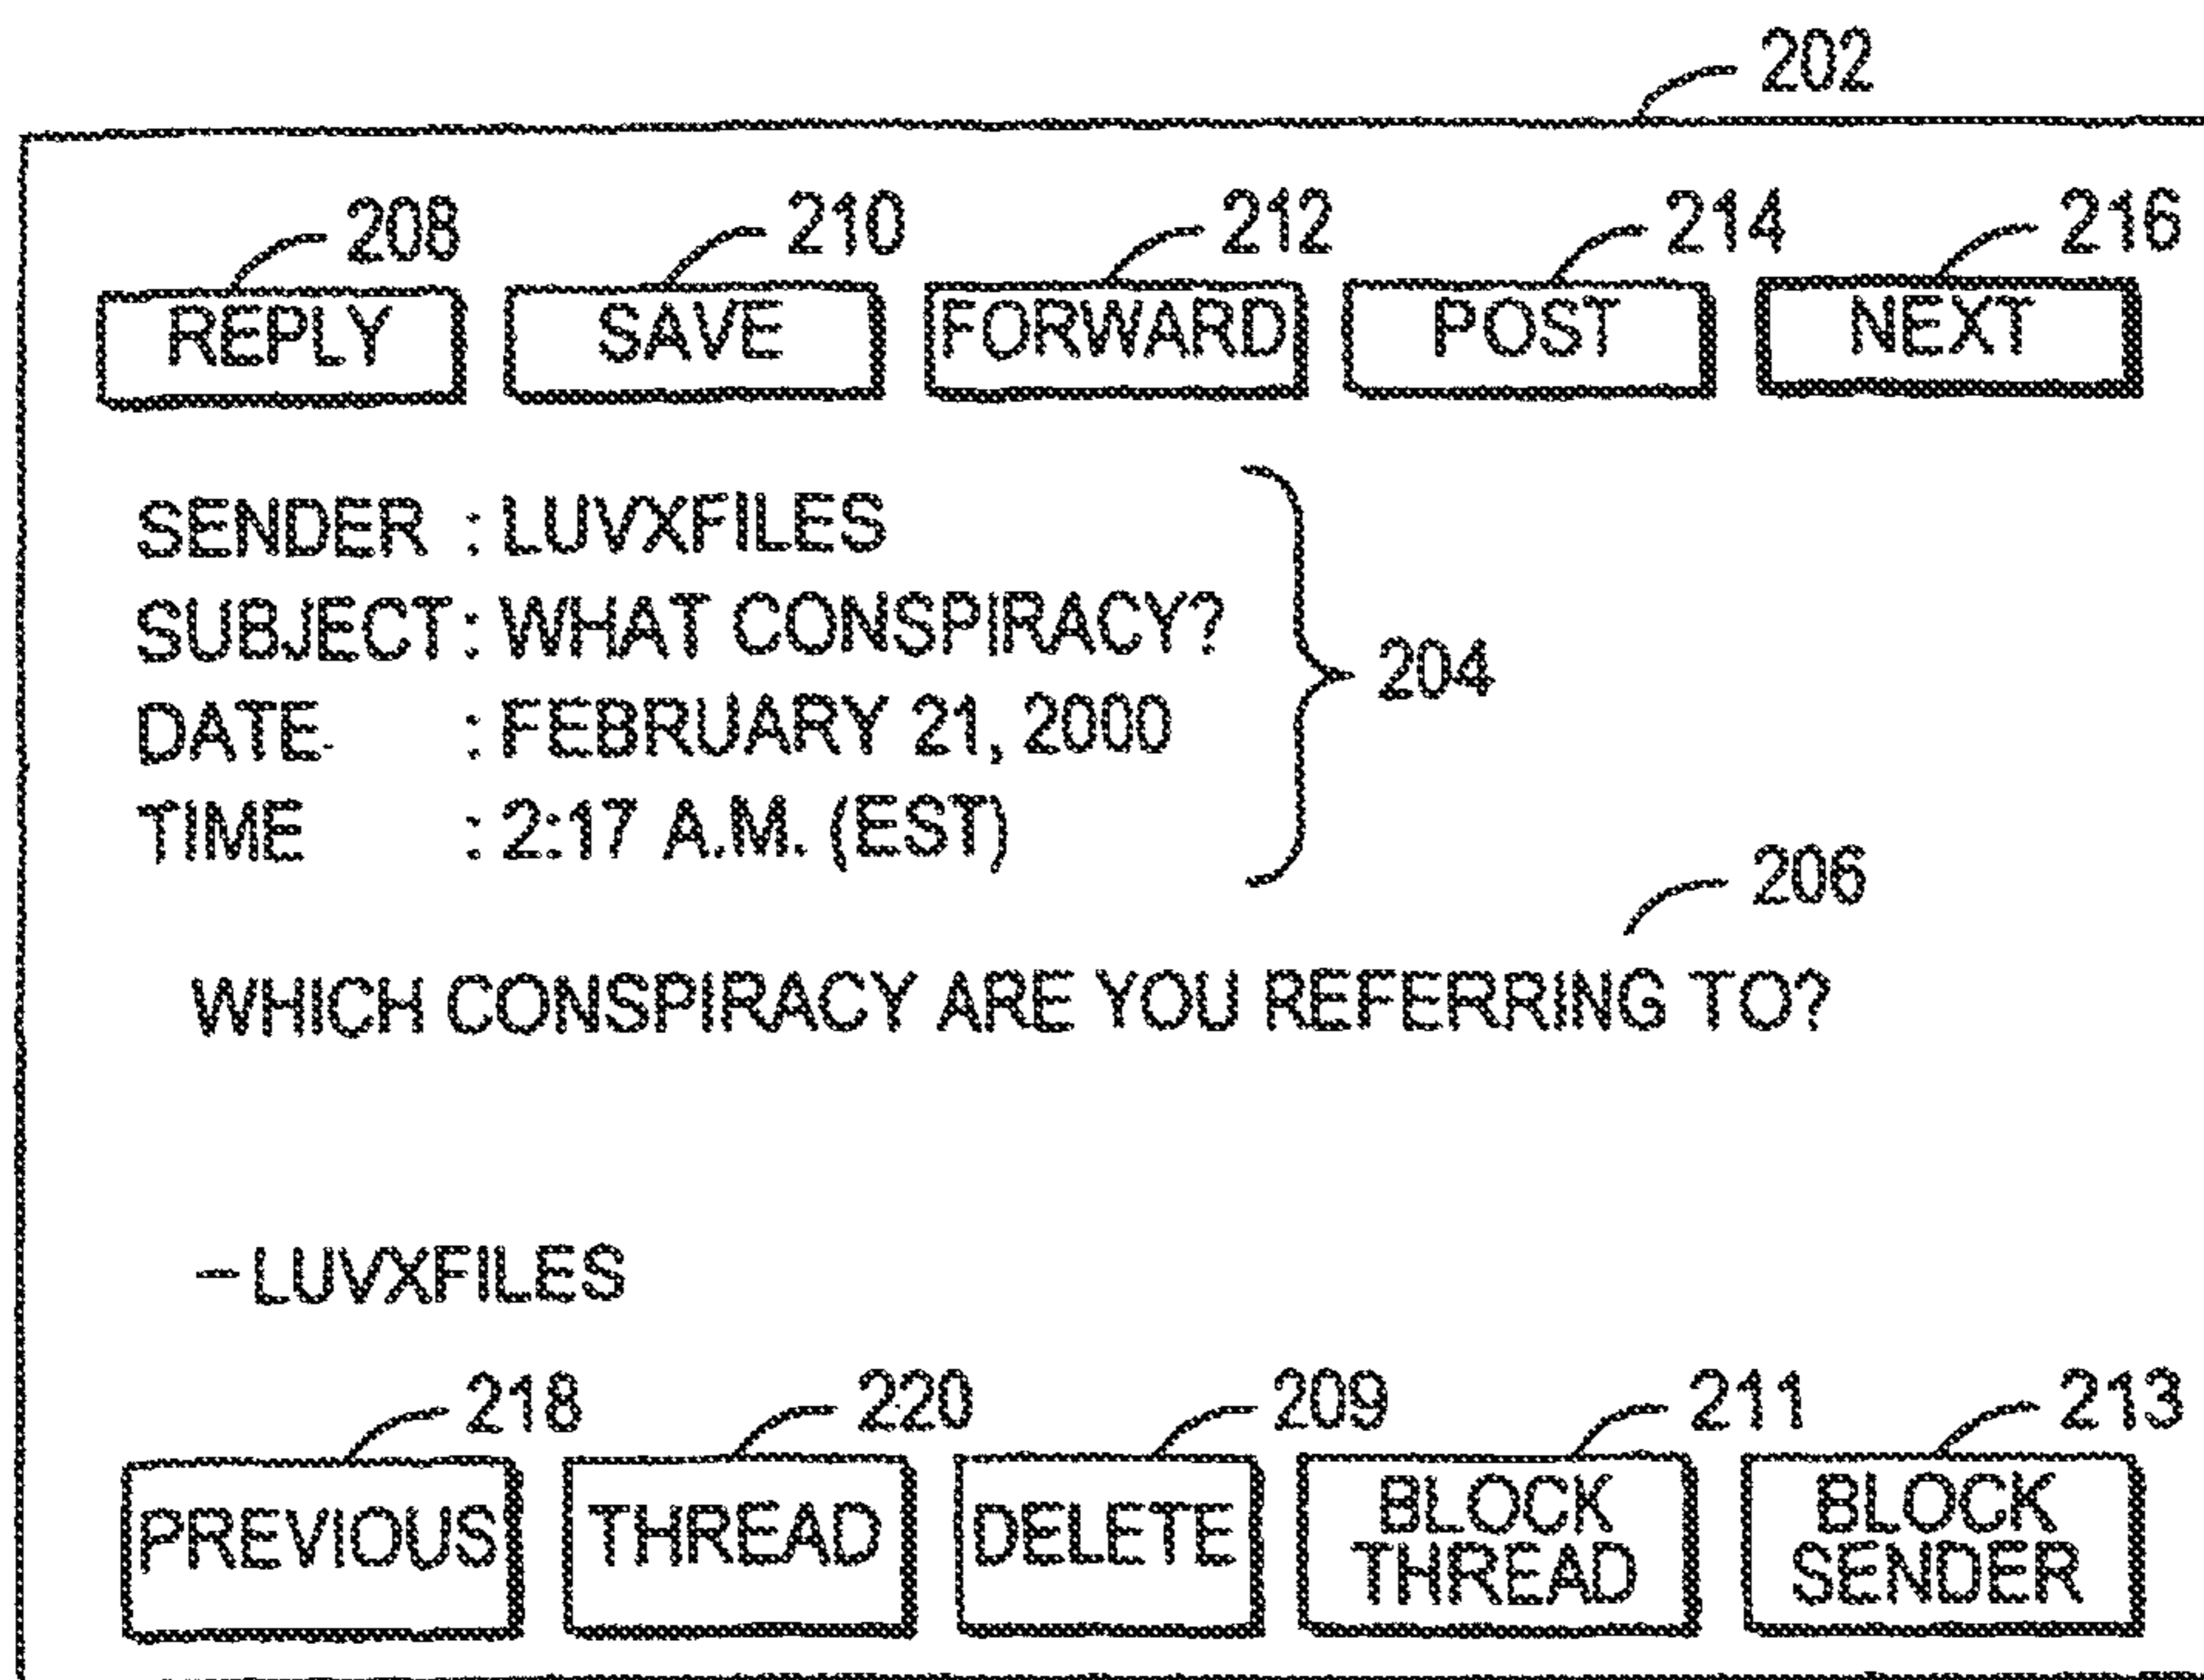 202
208 210 212 214 216
REPLY SAVE FORWARD POST NEXT
SENDER : LUVXFILES
SUBJECT : WHAT CONSPIRACY?
DATE : FEBRUARY 21, 2000
204
TIME : 2:17 A.M. (EST)
206
WHICH CONSPIRACY ARE YOU REFERRING TO?
– LUVXFILES
218 220 209 211 213
PREVIOUS THREAD DELETE BLOCK THREAD BLOCK SENDER